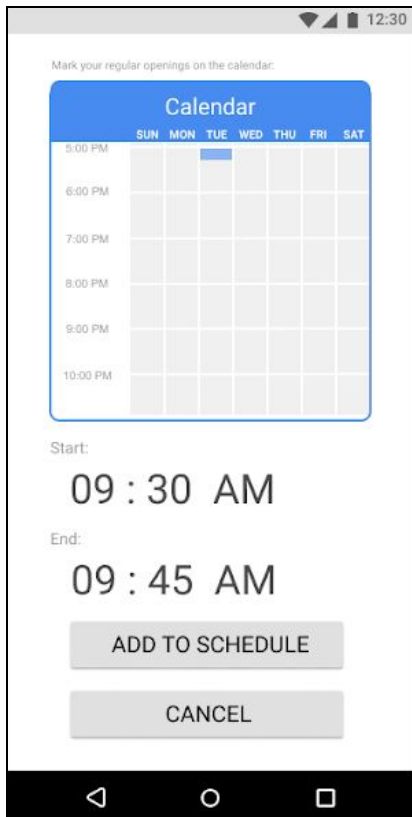 12:30
Mark your regular openings on the calendar:
Calendar
SUN MON TUE WED THU FRI SAT
5:00 PM
6:00 PM
7:00 PM
8:00 PM
9:00 PM
10:00 PM
Start:
09 : 30 AM
End:
09 : 45 AM
ADD TO SCHEDULE
CANCEL